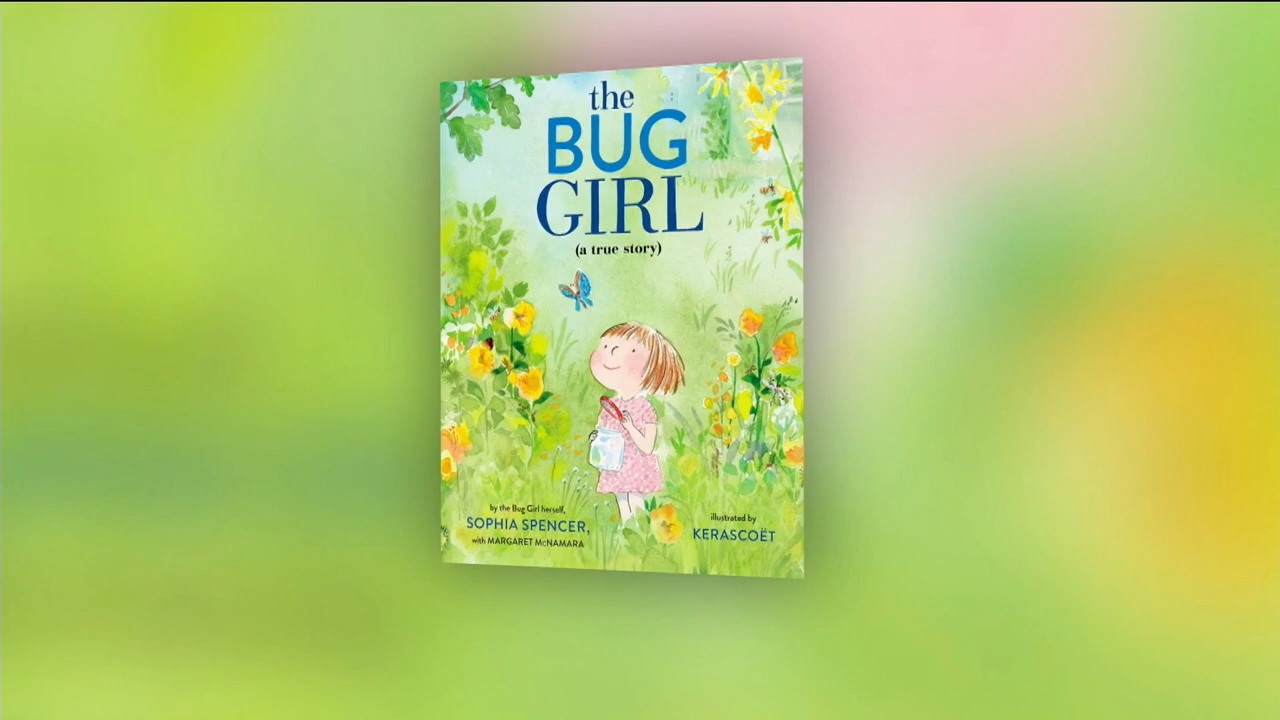 the
BUG
GIRL
(a true story)
by the Bug Girl herself,
SOPHIA SPENCER,
with MARGARET McNAMARA
illustrated by
KERASCOËT